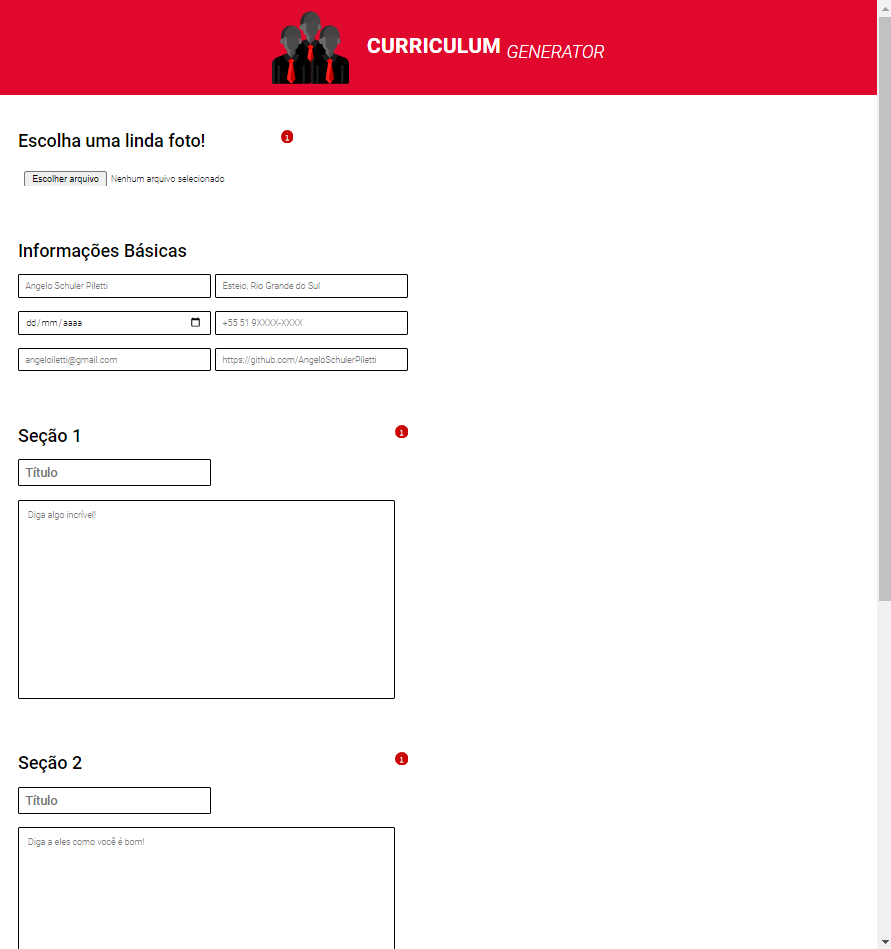 CURRICULUM GENERATOR
Escolha uma linda foto! i
Escolher arquivo Nenhum arquivo selecionado
Informações Básicas
Angelo Schuler Piletti Esteio, Rio Grande do Sul
dd/mm/aaaa +55 51 9XXXX-XXXX
angeloiletti@gmail.com https://github.com/AngeloSchulerPiletti
Seção 1 i
Título
Diga algo incrível!
Seção 2 i
Título
Diga a eles como você é bom!